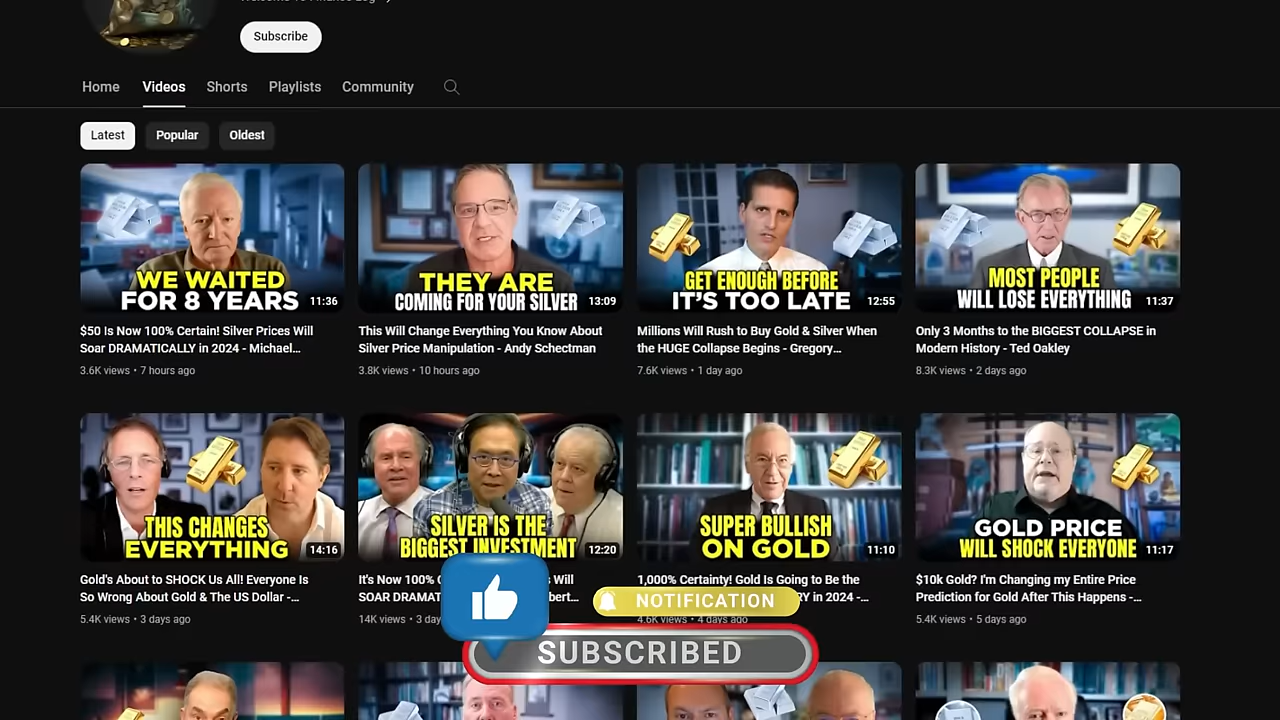 Subscribe
Home Videos Shorts Playlists Community
Latest Popular Oldest
WE WAITED
FOR 8 YEARS
11:36
$50 Is Now 100% Certain! Silver Prices Will
Soar DRAMATICALLY in 2024 - Michael...
3.6K views • 7 hours ago
THEY ARE
COMING FOR YOUR SILVER
13:09
This Will Change Everything You Know About
Silver Price Manipulation - Andy Schectman
3.8K views • 10 hours ago
GET ENOUGH BEFORE
IT'S TOO LATE
12:55
Millions Will Rush to Buy Gold & Silver When
the HUGE Collapse Begins - Gregory...
7.6K views • 1 day ago
MOST PEOPLE
WILL LOSE EVERYTHING
11:37
Only 3 Months to the BIGGEST COLLAPSE in
Modern History - Ted Oakley
8.3K views • 2 days ago
THIS CHANGES
EVERYTHING
14:16
Gold's About to SHOCK Us All! Everyone Is
So Wrong About Gold & The US Dollar -...
5.4K views • 3 days ago
SILVER IS THE
BIGGEST INVESTMENT
12:20
It's Now 100% Will
SOAR
14K views • 3
SUPER BULLISH
ON GOLD
11:10
1,000% Certainty! Gold Is Going to Be the
in 2024 -...
4.6K views • 4 days ago
GOLD PRICE
WILL SHOCK EVERYONE
11:17
$10k Gold? I'm Changing my Entire Price
Prediction for Gold After This Happens -...
5.4K views • 5 days ago
NOTIFICATION
SUBSCRIBED